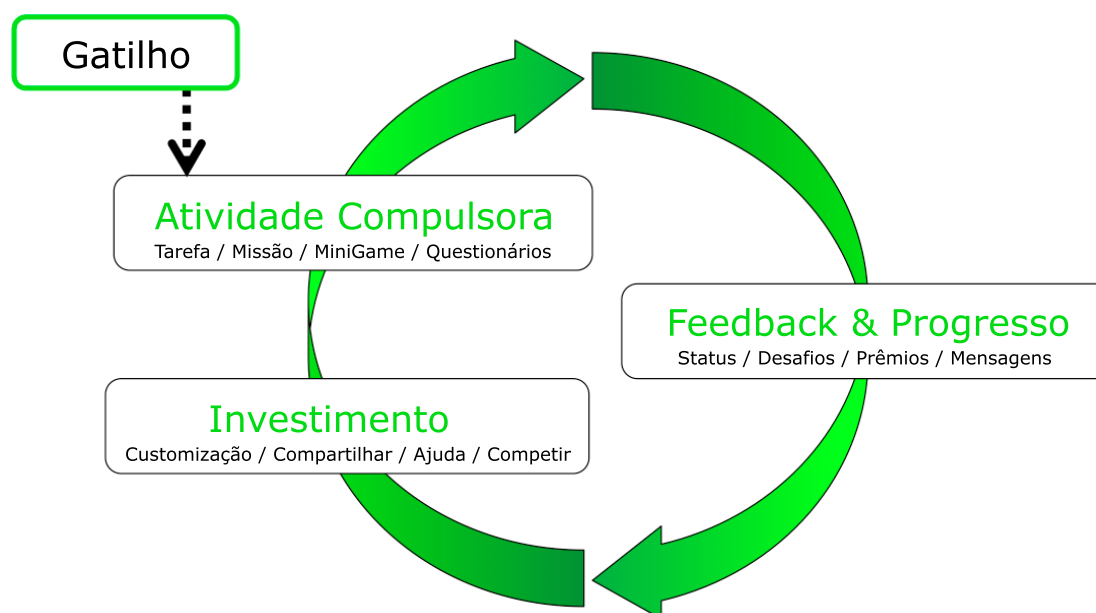 Gatilho
Atividade Compulsora
Tarefa / Missão / MiniGame / Questionários
Feedback & Progresso
Status / Desafios / Prêmios / Mensagens
Investimento
Customização / Compartilhar / Ajuda / Competir